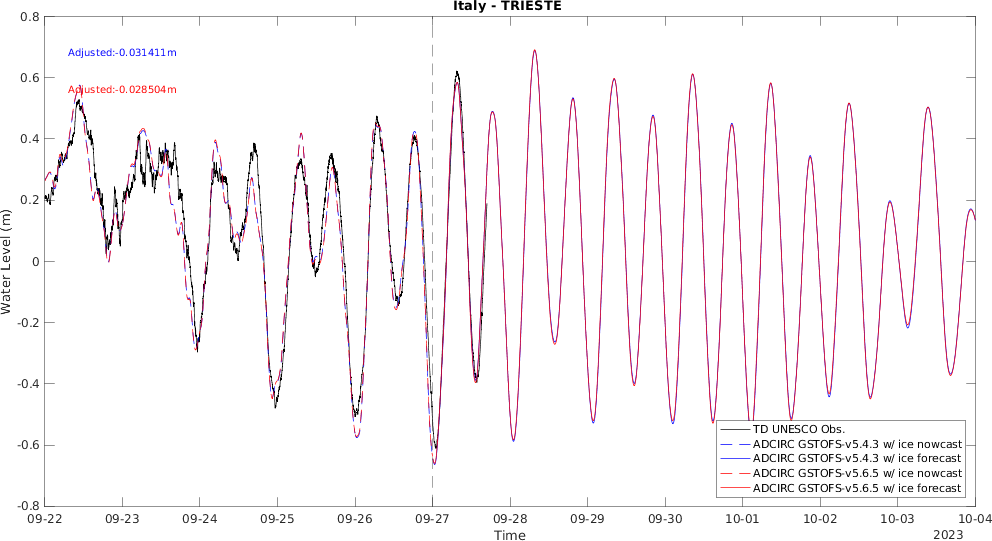 Italy - TRIESTE
Adjusted:-0.031411m
Adjusted:-0.028504m
Water Level (m)
0.8
0.6
0.4
0.2
0
-0.2
-0.4
-0.6
-0.8
TD UNESCO Obs.
ADCIRC GSTOFS-v5.4.3 w/ ice nowcast
ADCIRC GSTOFS-v5.4.3 w/ ice forecast
ADCIRC GSTOFS-v5.6.5 w/ ice nowcast
ADCIRC GSTOFS-v5.6.5 w/ ice forecast
09-22 09-23 09-24 09-25 09-26 09-27 09-28 09-29 09-30 10-01 10-02 10-03 10-04
Time
2023